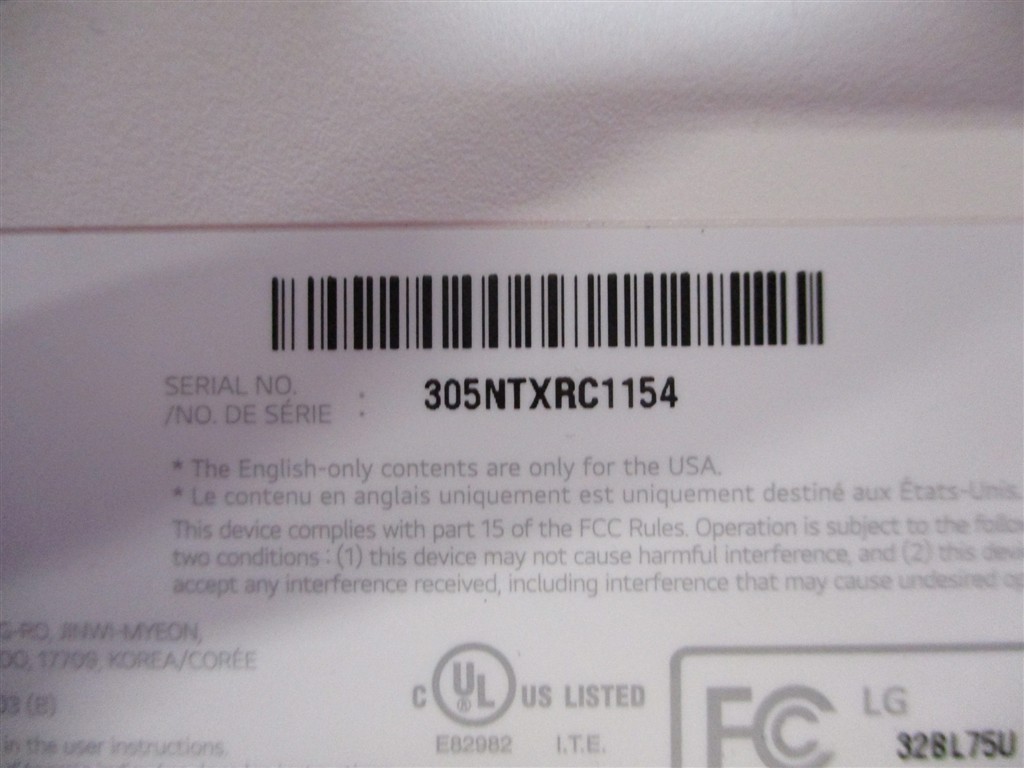 SERIAL NO.
/NO. DE SÉRIE : 305NTXRC1154
* The English-only contents are only for the USA.
* Le contenu en anglais uniquement est uniquement destiné aux États-Unis.
This device complies with part 15 of the FCC Rules. Operation is subject to the follo
two conditions : (1) this device may not cause harmful interference, and (2) this devi
accept any interference received, including interference that may cause undesired op
G-RO, JINWI-MYEON,
DO, 17709, KOREA/CORÉE
03 (B)
in the user instructions.
C UL ® US LISTED
E82982 I.T.E.
FC LG
32BL75U